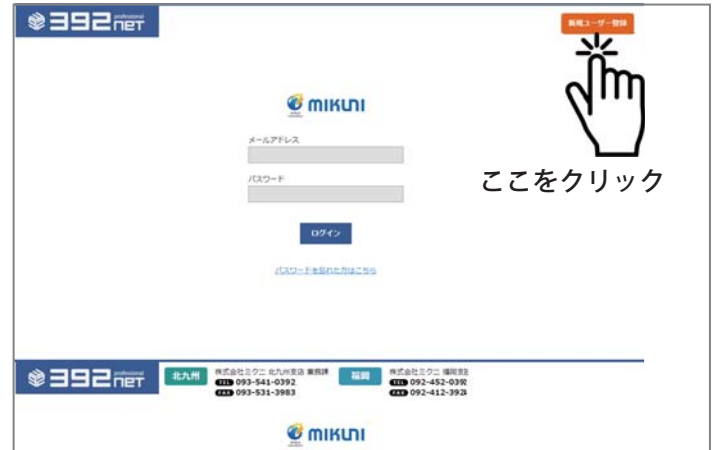 392 professional net
新規ユーザー登録
mikuni
メールアドレス
パスワード
ここをクリック
ログイン
パスワードを忘れた方はこちら
392 professional net
北九州
株式会社ミクニ 北九州支店 業務課
TEL 093-541-0392
FAX 093-531-3983
福岡
株式会社ミクニ 福岡支店
TEL 092-452-0392
FAX 092-412-3924
mikuni